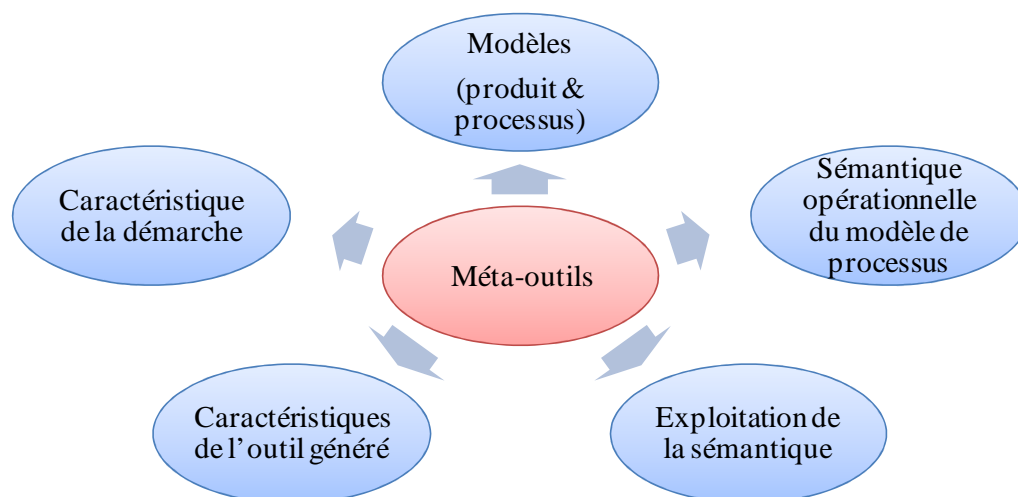 Modèles
(produit &
processus)
Caractéristique
de la démarche
Sémantique
opérationnelle
du modèle de
processus
Méta-outils
Caractéristiques
de l'outil généré
Exploitation de
la sémantique